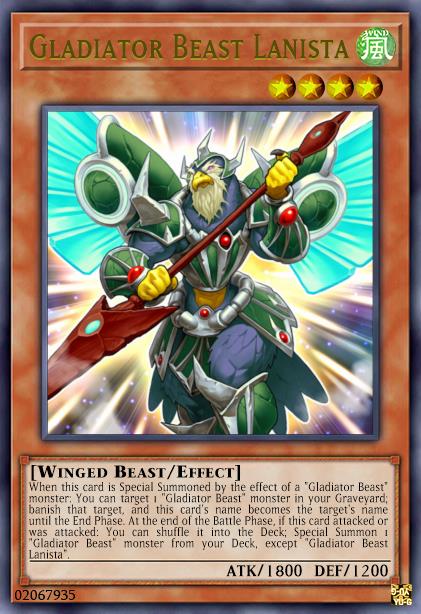 GLADIATOR BEAST LANISTA
WIND
風
[WINGED BEAST/EFFECT]
When this card is Special Summoned by the effect of a "Gladiator Beast"
monster: You can target 1 "Gladiator Beast" monster in your Graveyard;
banish that target, and this card's name becomes the target's name
until the End Phase. At the end of the Battle Phase, if this card attacked or
was attacked: You can shuffle it into the Deck; Special Summon 1
"Gladiator Beast" monster from your Deck, except "Gladiator Beast
Lanista".
ATK/1800 DEF/1200
02067935